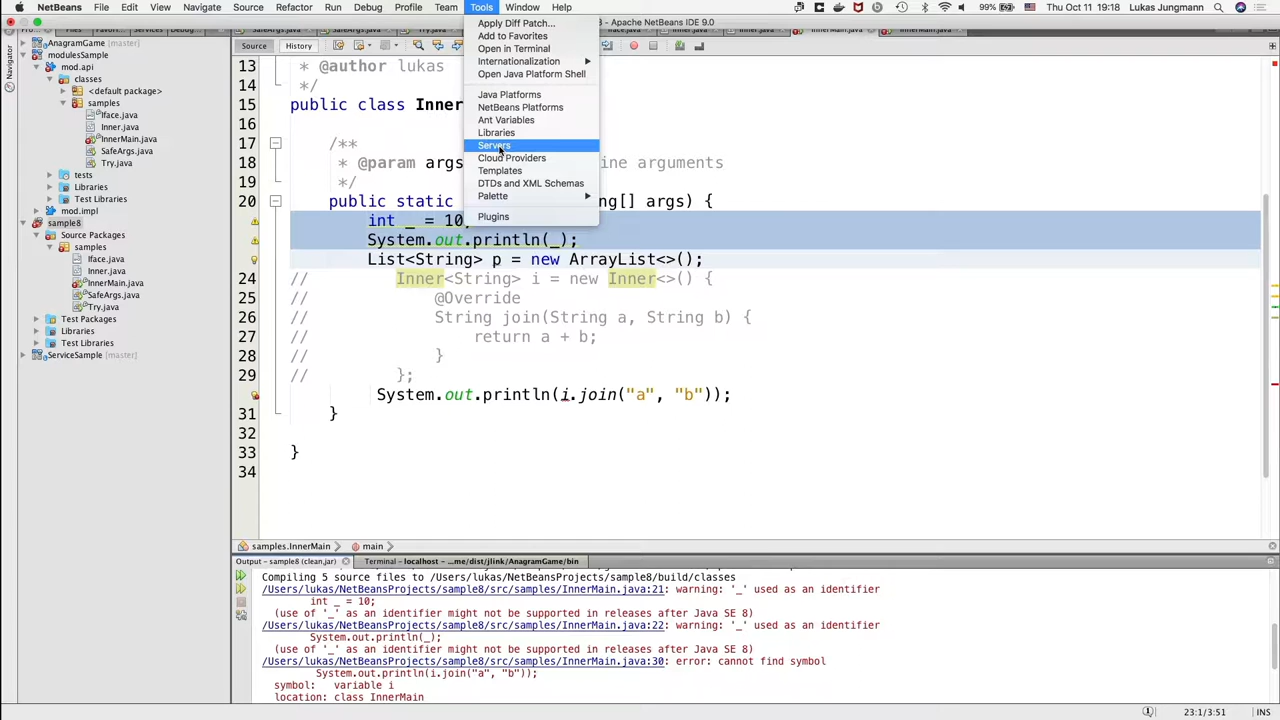 NetBeans File Edit View Navigate Source Refactor Run Debug Profile Team Tools Window Help 99% US Thu Oct 11 19:18 Lukas Jungmann
- Apache NetBeans IDE 9.0
Files Services
Navigator
AnagramGame
modulesSample
mod.api
classes
<default package>
samples
Iface.java
Inner.java
InnerMain.java
SafeArgs.java
Try.java
tests
Libraries
Test Libraries
mod.impl
sample8
Source Packages
samples
Iface.java
Inner.java
InnerMain.java
SafeArgs.java
Try.java
Test Packages
Libraries
Test Libraries
ServiceSample [master]
Apply Diff Patch...
Add to Favorites
Open in Terminal
Internationalization
Open Java Platform Shell
Java Platforms
NetBeans Platforms
Ant Variables
Libraries
Servers
Cloud Providers
Templates
DTDs and XML Schemas
Palette
Plugins
Source History
13 * @author lukas
14 */
15 public class Inner
16
17 /**
18 * @param args ine arguments
19 */
20 public static g[] args) {
int _ = 10;
System.out.println(_);
List<String> p = new ArrayList<>();
24 // Inner<String> i = new Inner<>() {
25 // @Override
26 // String join(String a, String b) {
27 // return a + b;
28 // }
29 // };
System.out.println(i.join("a", "b"));
31 }
32
33 }
34
samples.InnerMain main
Output - sample8 (clean,jar) Terminal - localhost - ...me/dist/jlink/AnagramGame/bin
Compiling 5 source files to /Users/lukas/NetBeansProjects/sample8/build/classes
/Users/lukas/NetBeansProjects/sample8/src/samples/InnerMain.java:21: warning: '_' used as an identifier
int _ = 10;
(use of '_' as an identifier might not be supported in releases after Java SE 8)
/Users/lukas/NetBeansProjects/sample8/src/samples/InnerMain.java:22: warning: '_' used as an identifier
System.out.println(_);
(use of '_' as an identifier might not be supported in releases after Java SE 8)
/Users/lukas/NetBeansProjects/sample8/src/samples/InnerMain.java:30: error: cannot find symbol
System.out.println(i.join("a", "b"));
symbol: variable i
location: class InnerMain
23:1/3:51 INS